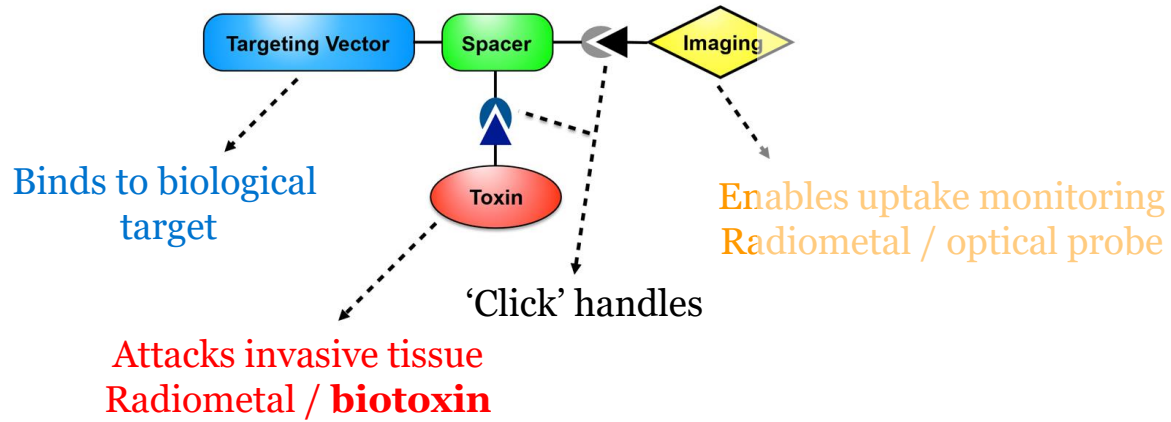 Targeting Vector
Spacer
Imaging
Binds to biological
target
Toxin
Enables uptake monitoring
Radiometal / optical probe
‘Click’ handles
Attacks invasive tissue
Radiometal / biotoxin